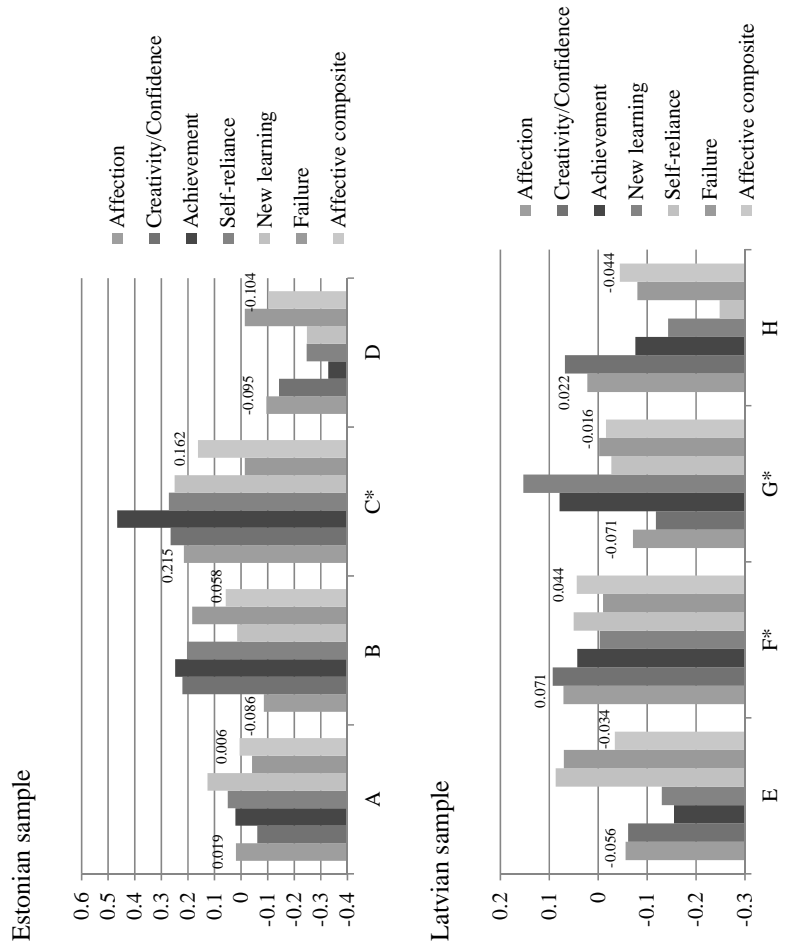 Estonian sample
0.6
0.5
0.4
0.3
0.2
0.1
0
-0.1
-0.2
-0.3
-0.4
0.019
0.006
-0.086
0.058
0.215
0.162
-0.095
-0.104
A
B
C*
D
Affection
Creativity/Confidence
Achievement
Self-reliance
New learning
Failure
Affective composite
Latvian sample
0.2
0.1
0
-0.1
-0.2
-0.3
-0.056
-0.034
0.071
0.044
-0.071
-0.016
0.022
-0.044
E
F*
G*
H
Affection
Creativity/Confidence
Achievement
New learning
Self-reliance
Failure
Affective composite